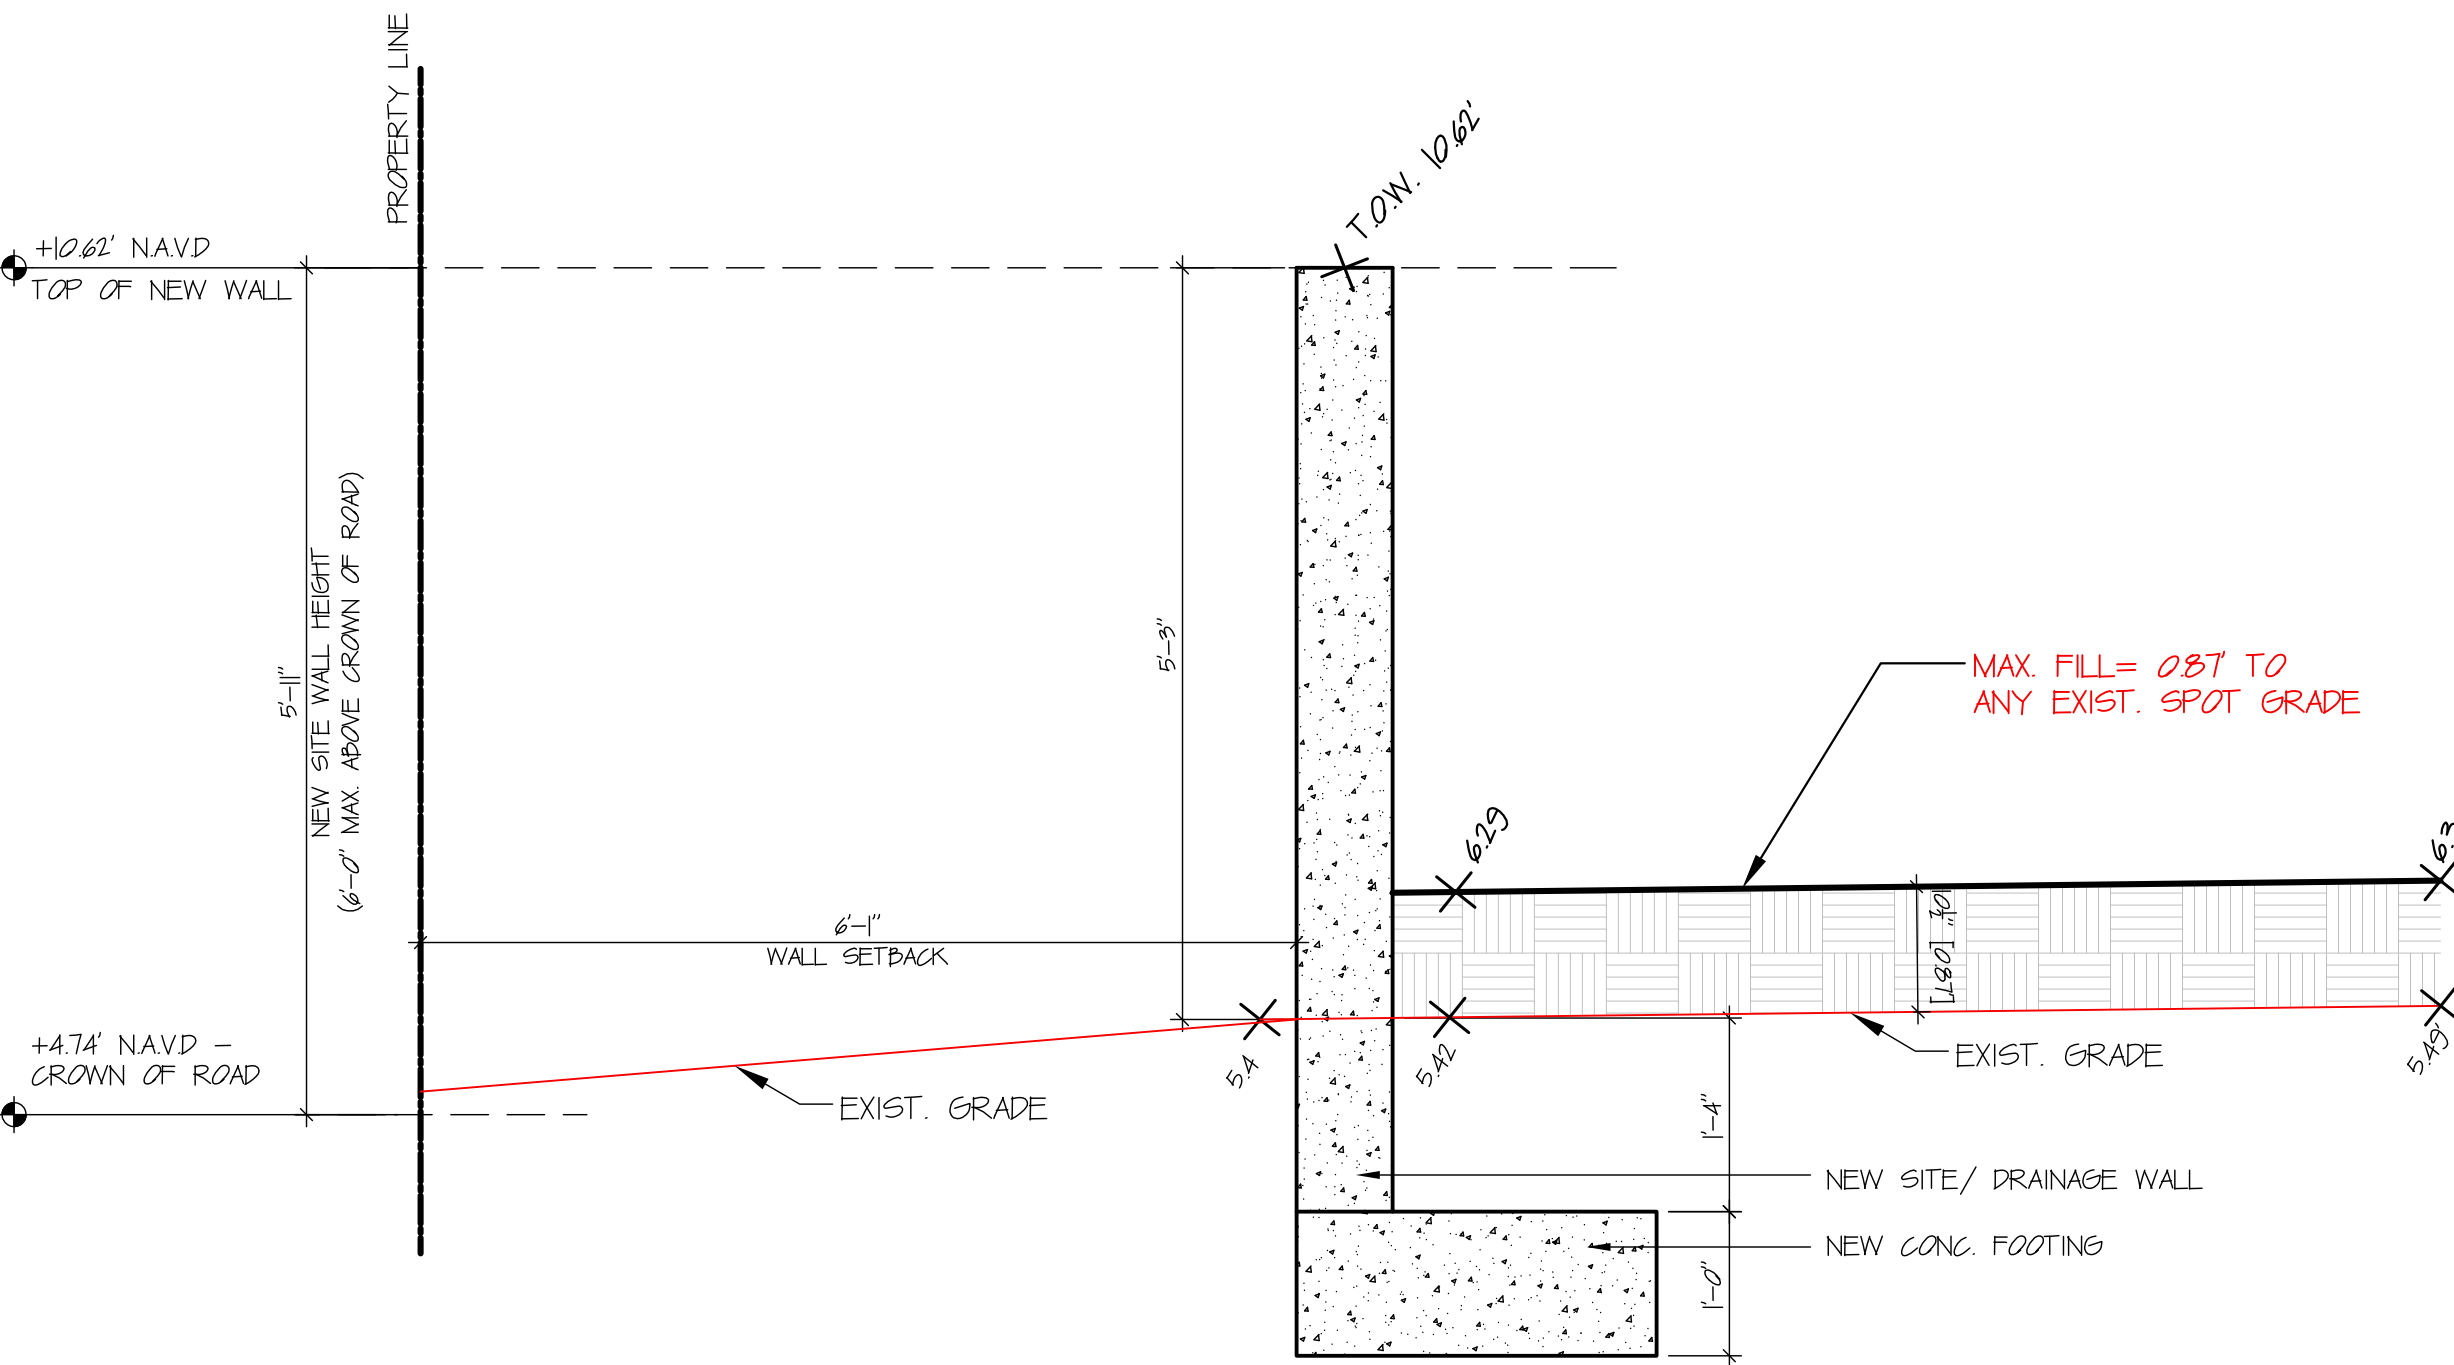 PROPERTY LINE
T.O.W. 10.62'
+10.62' N.A.V.D
TOP OF NEW WALL
5'-11"
NEW SITE WALL HEIGHT
(6'-0" MAX. ABOVE CROWN OF ROAD)
5'-3"
MAX. FILL= 0.87' TO
ANY EXIST. SPOT GRADE
6.29
6.3
6'-1"
WALL SETBACK
[0.87]
+4.74' N.A.V.D -
CROWN OF ROAD
5.4
5.42
5.49'
EXIST. GRADE
EXIST. GRADE
1'-4"
NEW SITE/ DRAINAGE WALL
NEW CONC. FOOTING
1'-0"